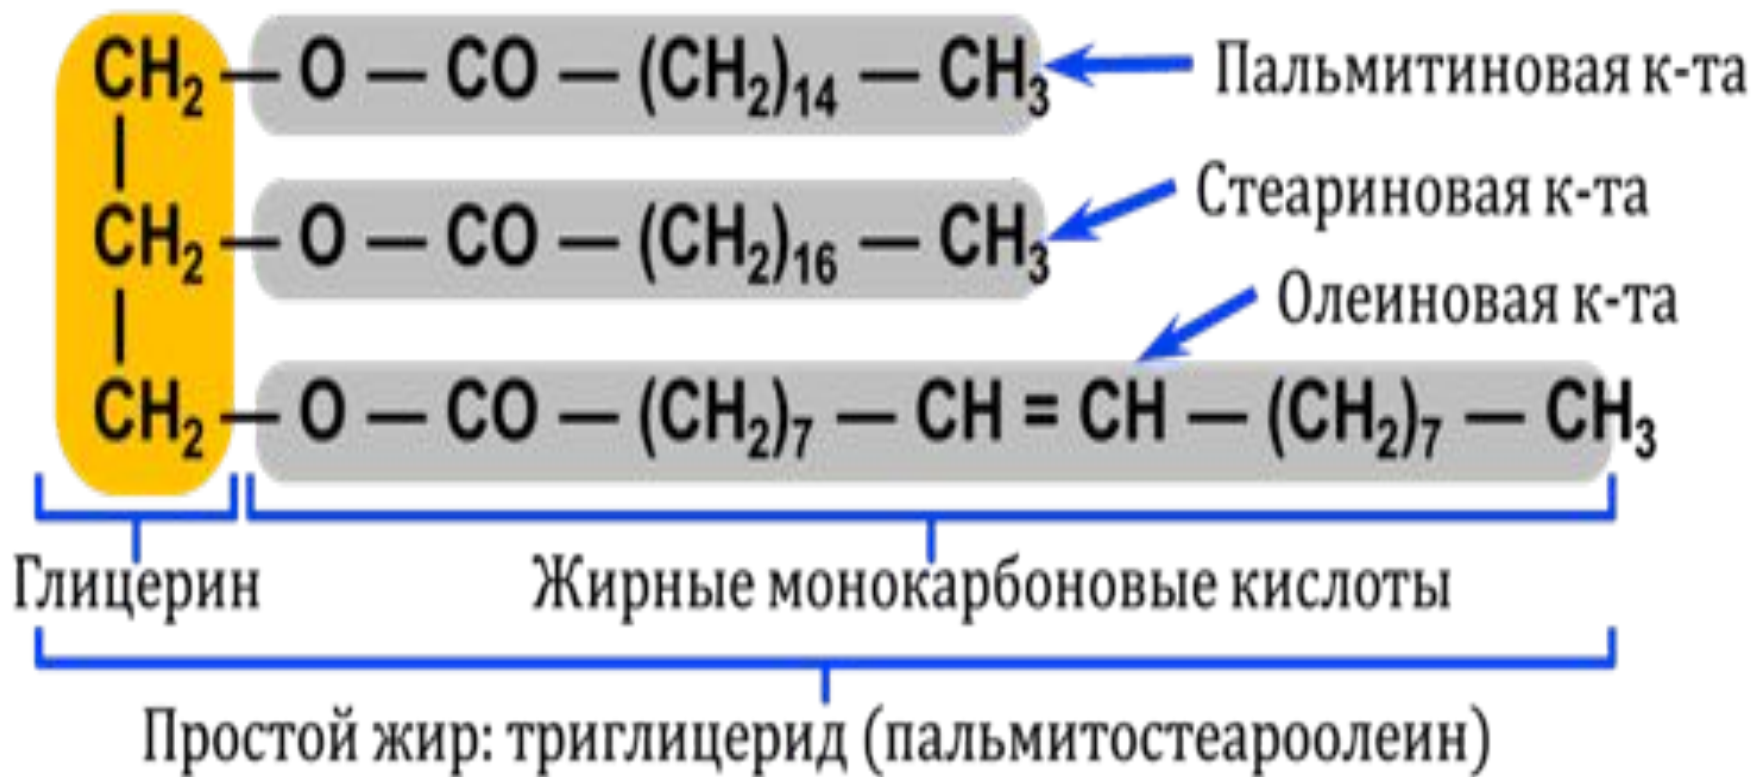 CH₂ — O — CO — (CH₂)₁₄ — CH₃ Пальмитиновая к-та
CH₂ — O — CO — (CH₂)₁₆ — CH₃ Стеариновая к-та
Олеиновая к-та
CH₂ — O — CO — (CH₂)₇ — CH = CH — (CH₂)₇ — CH₃
Глицерин Жирные монокарбоновые кислоты
Простой жир: триглицерид (пальмитостеароолеин)